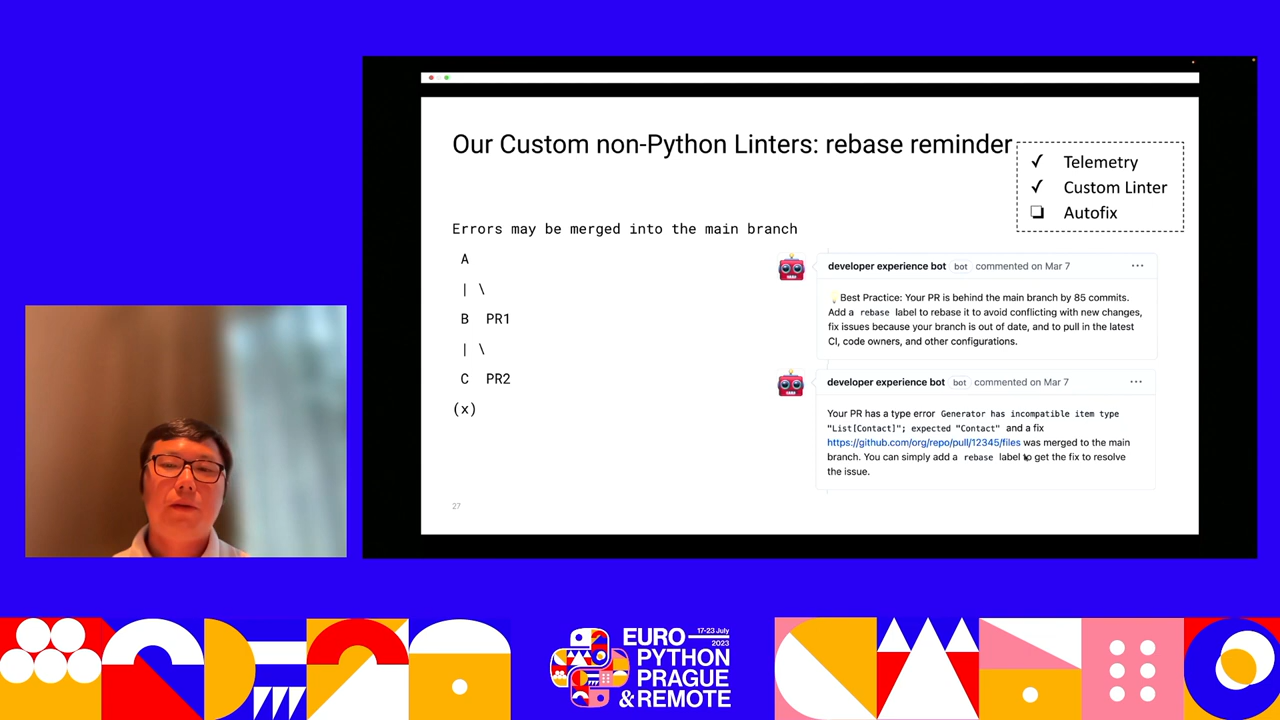 Our Custom non-Python Linters: rebase reminder
✓ Telemetry
✓ Custom Linter
❏ Autofix
Errors may be merged into the main branch
A
| \
B PR1
| \
C PR2
(x)
developer experience bot bot commented on Mar 7 ...
Best Practice: Your PR is behind the main branch by 85 commits.
Add a rebase label to rebase it to avoid conflicting with new changes,
fix issues because your branch is out of date, and to pull in the latest
CI, code owners, and other configurations.
developer experience bot bot commented on Mar 7 ...
Your PR has a type error Generator has incompatible item type
"List[Contact]"; expected "Contact" and a fix
https://github.com/org/repo/pull/12345/files was merged to the main
branch. You can simply add a rebase label to get the fix to resolve
the issue.
27
EURO 17-23 July 2023
PYTHON
PRAGUE
& REMOTE